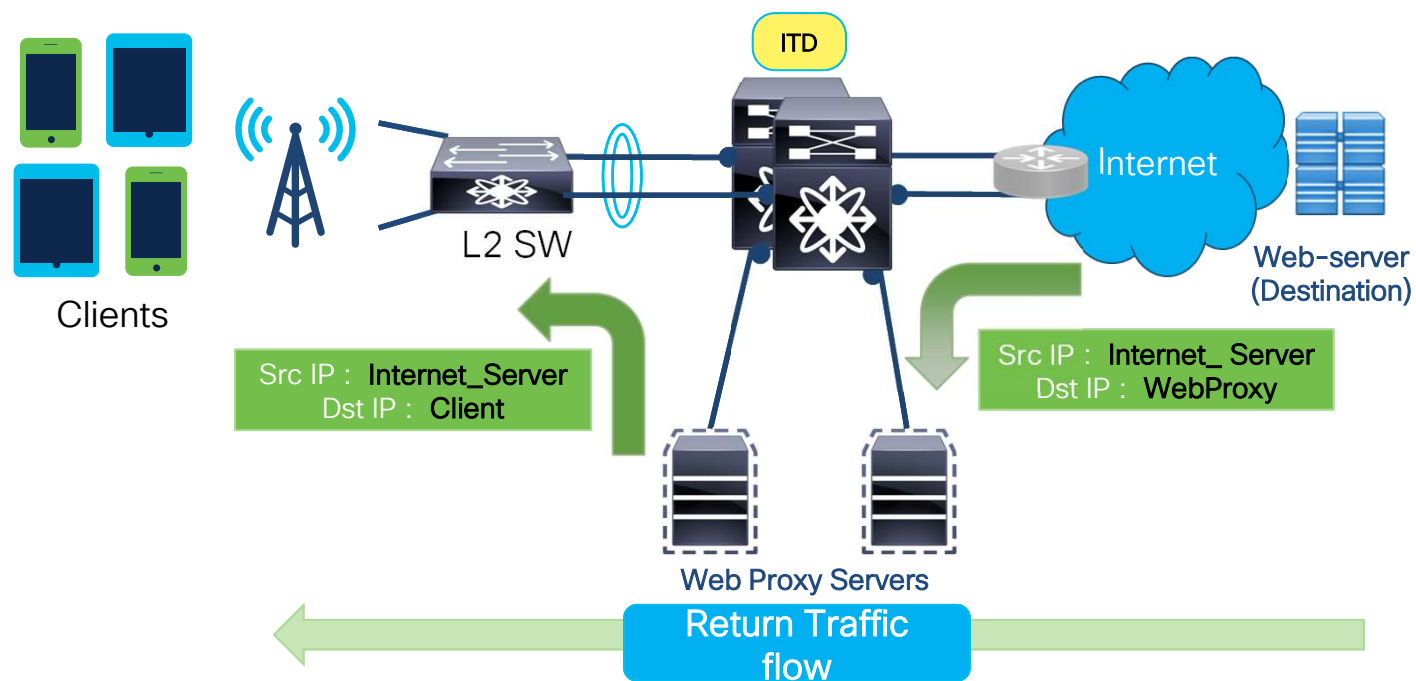 ITD
Internet
L2 SW
Web-server
(Destination)
Clients
Src IP : Internet_Server
Dst IP : Client
Src IP : Internet_ Server
Dst IP : WebProxy
Web Proxy Servers
Return Traffic
flow